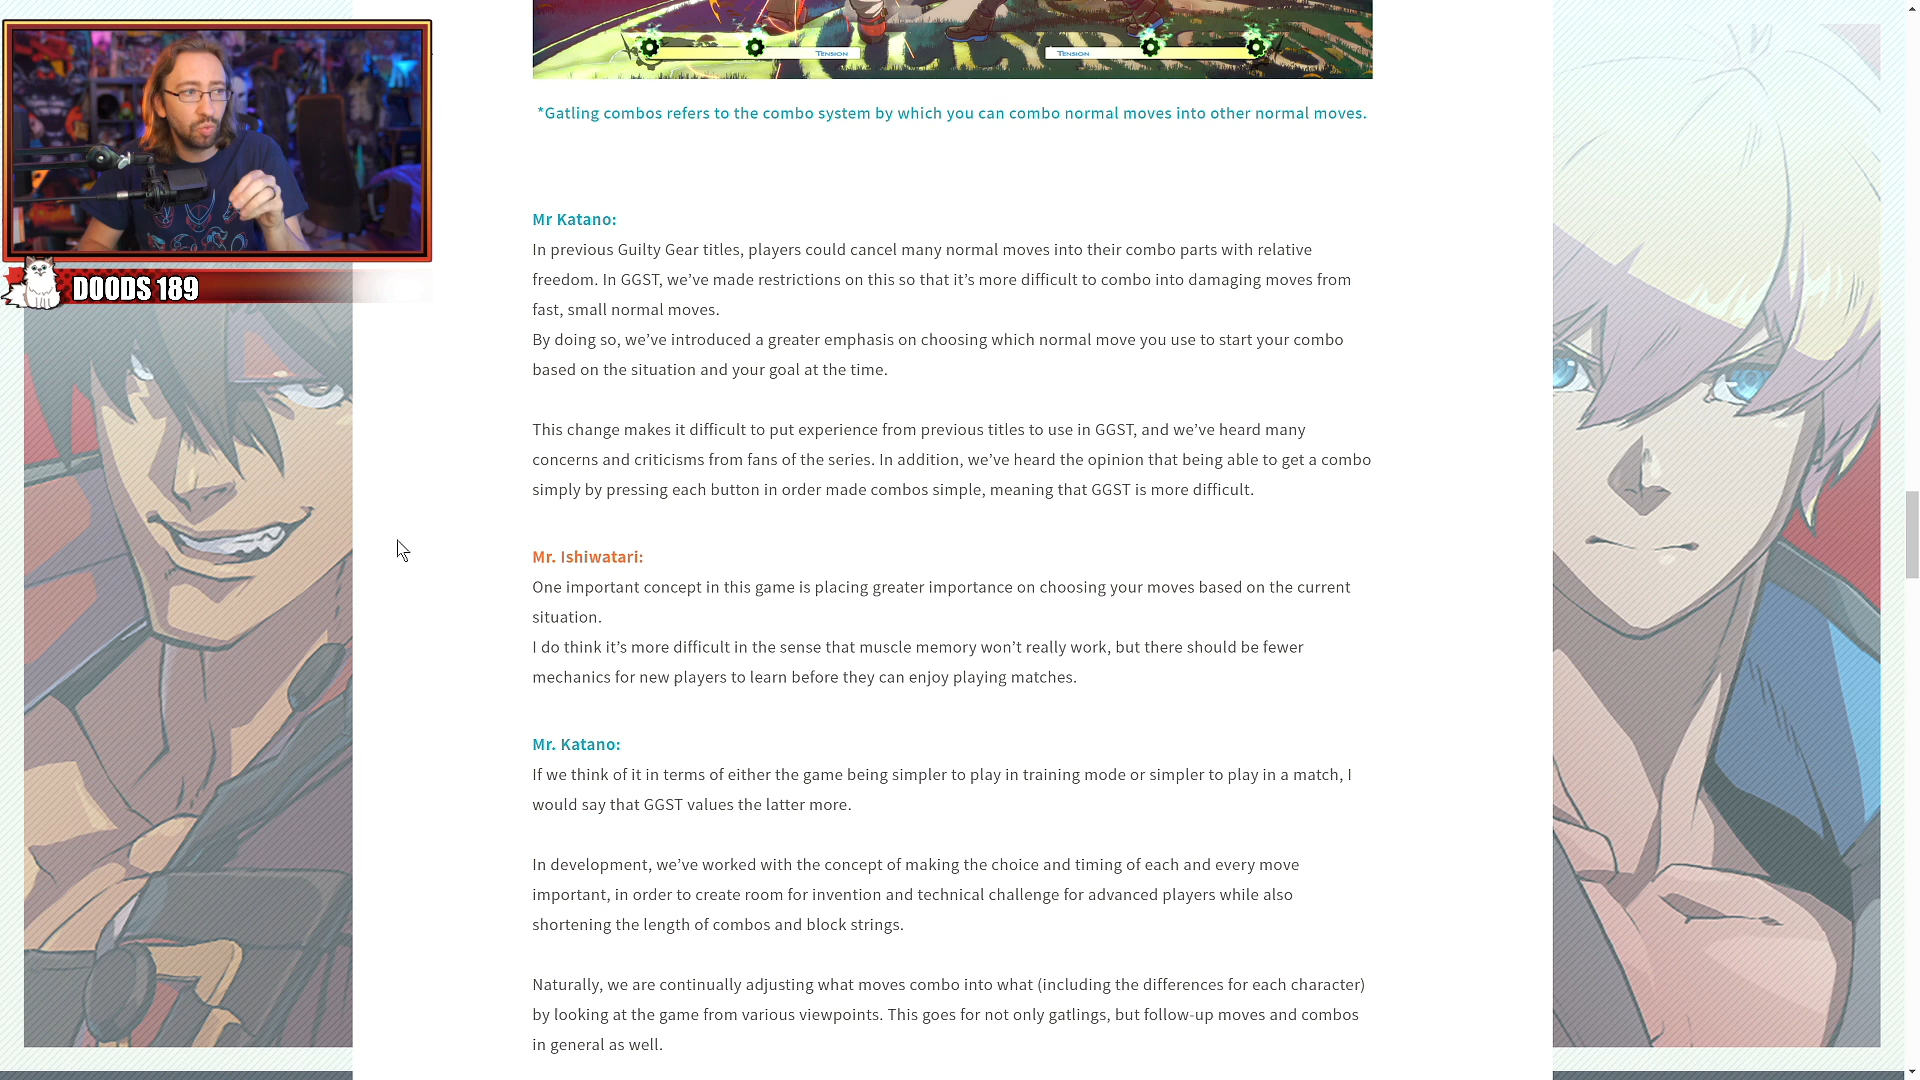 TENSION
TENSION
*Gatling combos refers to the combo system by which you can combo normal moves into other normal moves.
DOODS 189
Mr Katano:
In previous Guilty Gear titles, players could cancel many normal moves into their combo parts with relative
freedom. In GGST, we’ve made restrictions on this so that it’s more difficult to combo into damaging moves from
fast, small normal moves.
By doing so, we’ve introduced a greater emphasis on choosing which normal move you use to start your combo
based on the situation and your goal at the time.
This change makes it difficult to put experience from previous titles to use in GGST, and we’ve heard many
concerns and criticisms from fans of the series. In addition, we’ve heard the opinion that being able to get a combo
simply by pressing each button in order made combos simple, meaning that GGST is more difficult.
Mr. Ishiwatari:
One important concept in this game is placing greater importance on choosing your moves based on the current
situation.
I do think it’s more difficult in the sense that muscle memory won’t really work, but there should be fewer
mechanics for new players to learn before they can enjoy playing matches.
Mr. Katano:
If we think of it in terms of either the game being simpler to play in training mode or simpler to play in a match, I
would say that GGST values the latter more.
In development, we’ve worked with the concept of making the choice and timing of each and every move
important, in order to create room for invention and technical challenge for advanced players while also
shortening the length of combos and block strings.
Naturally, we are continually adjusting what moves combo into what (including the differences for each character)
by looking at the game from various viewpoints. This goes for not only gatlings, but follow-up moves and combos
in general as well.